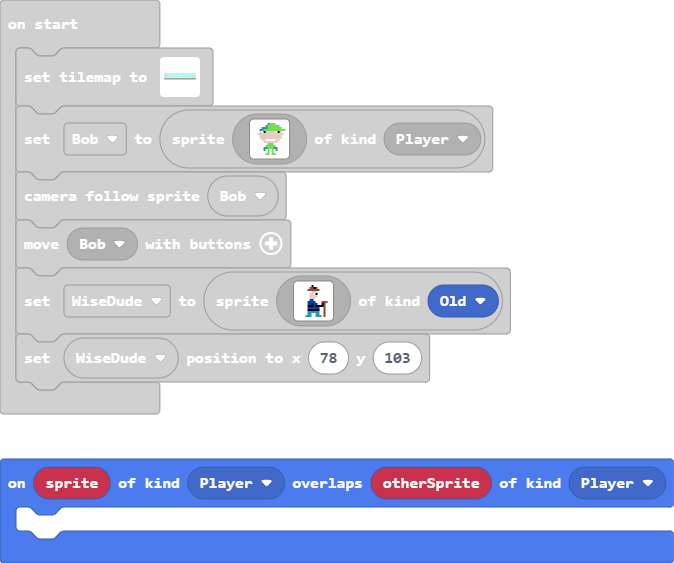 on start
set tilemap to
set Bob to sprite of kind Player
camera follow sprite Bob
move Bob with buttons
set WiseDude to sprite of kind Old
set WiseDude position to x 78 y 103
on sprite of kind Player overlaps otherSprite of kind Player